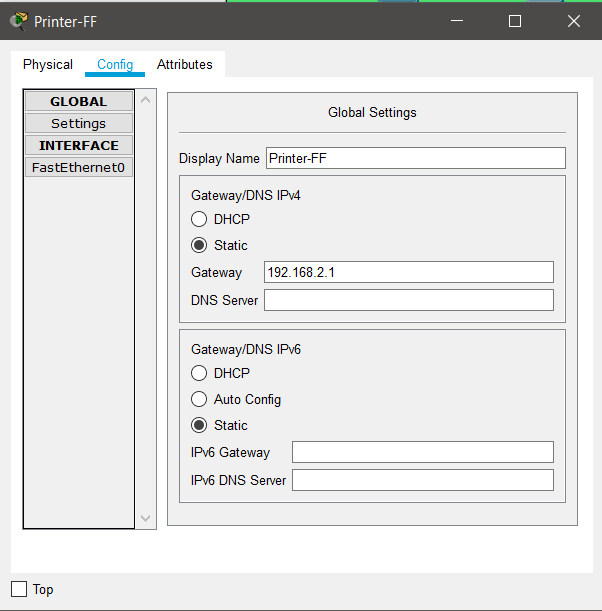 Printer-FF
Physical Config Attributes
GLOBAL
Settings
INTERFACE
FastEthernet0
Global Settings
Display Name Printer-FF
Gateway/DNS IPv4
DHCP
Static
Gateway 192.168.2.1
DNS Server
Gateway/DNS IPv6
DHCP
Auto Config
Static
IPv6 Gateway
IPv6 DNS Server
Top